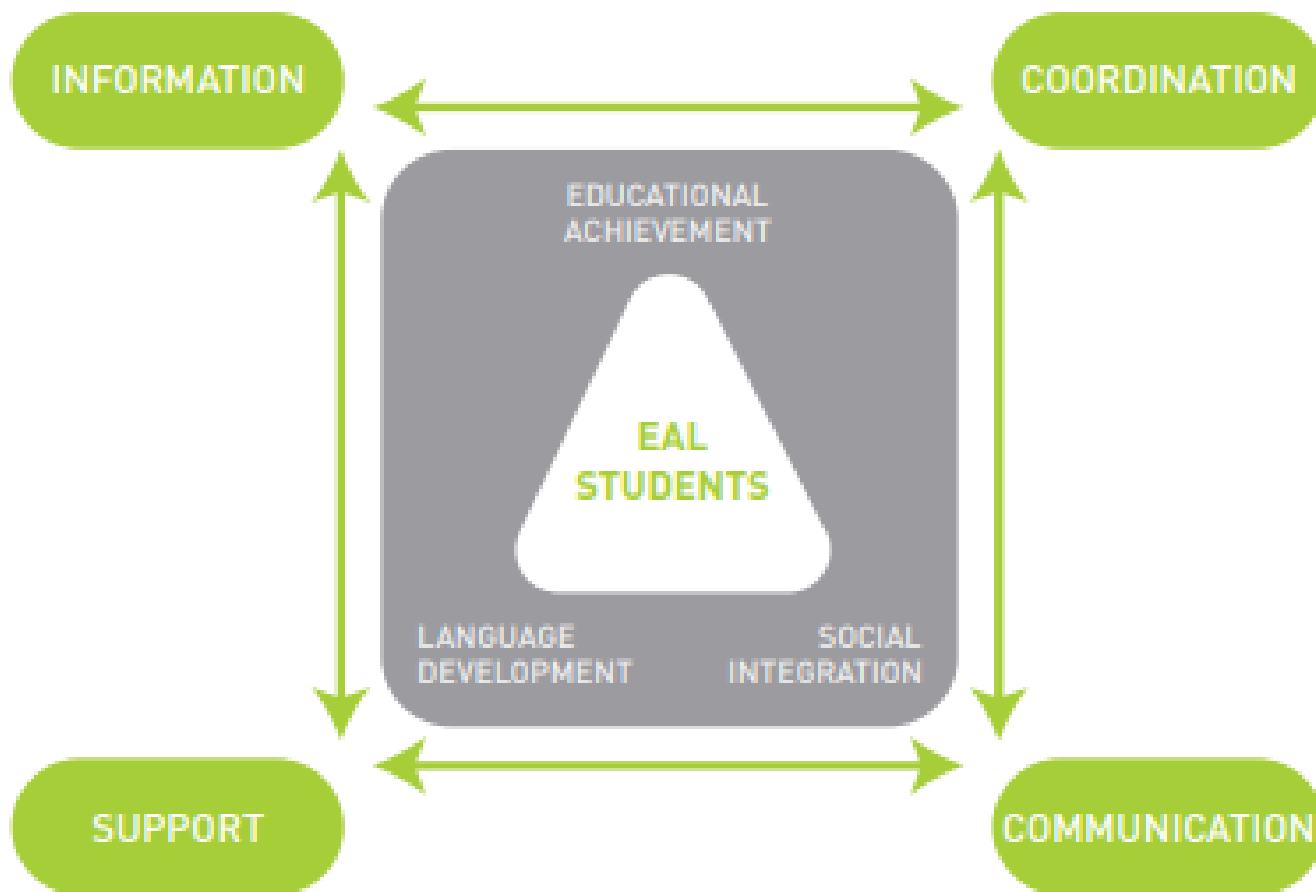 INFORMATION
COORDINATION
EDUCATIONAL
ACHIEVEMENT
EAL
STUDENTS
LANGUAGE
DEVELOPMENT
SOCIAL
INTEGRATION
SUPPORT
COMMUNICATION